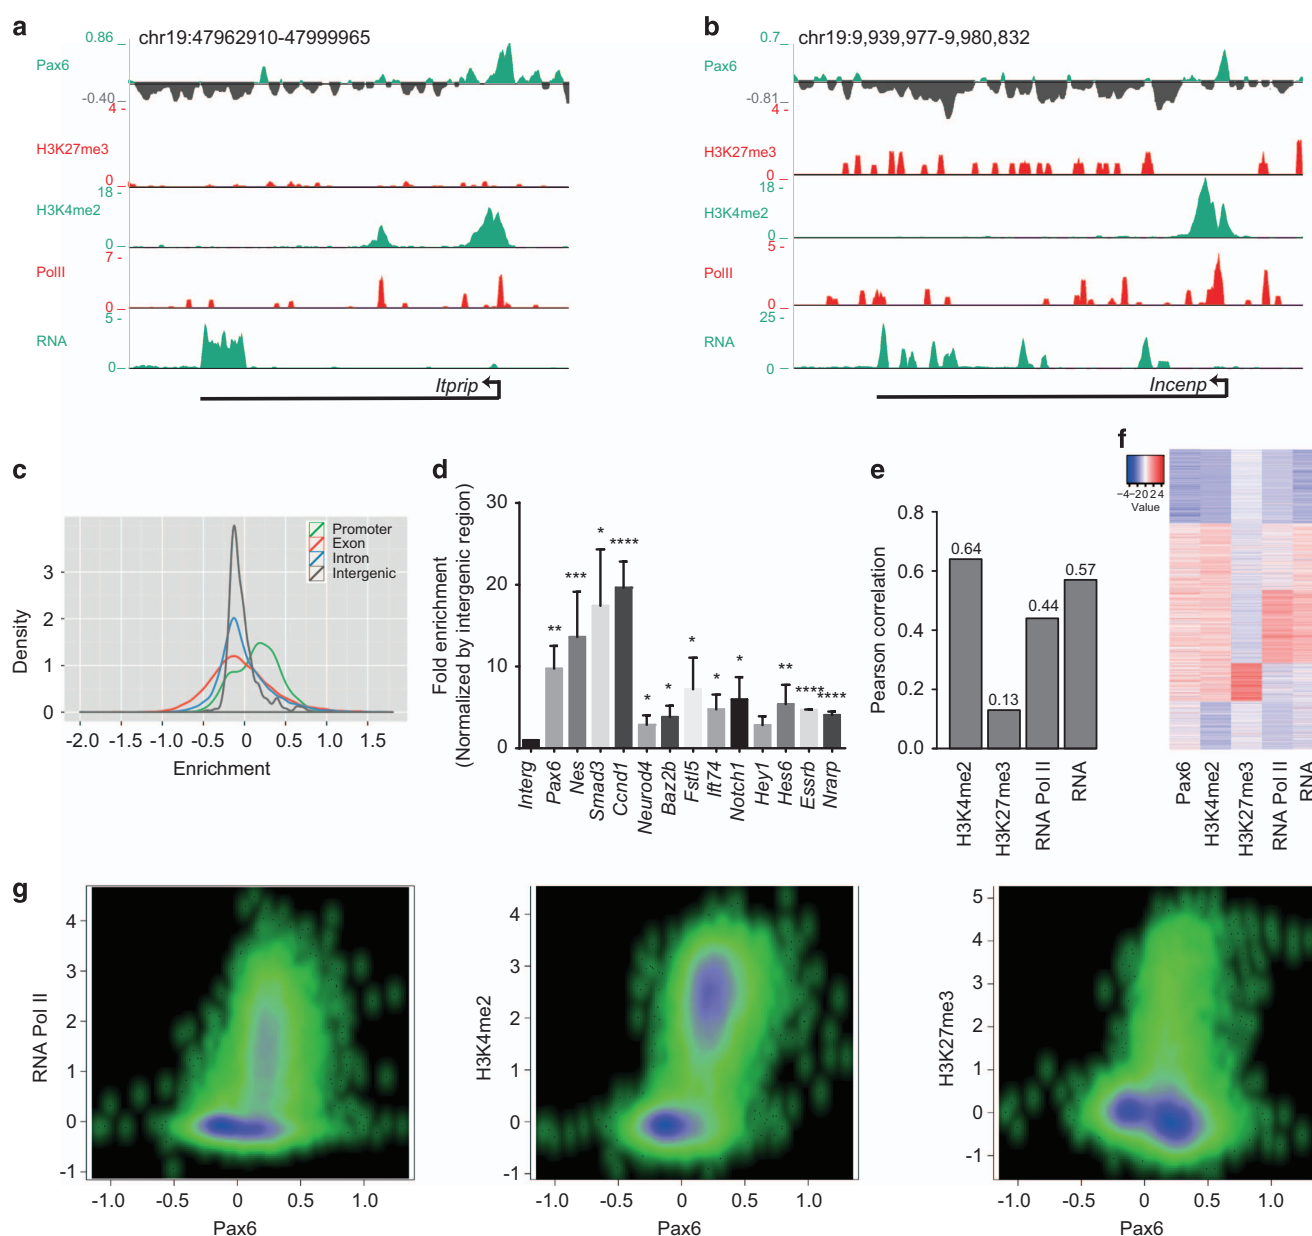 a
chr19:47962910-47999965
0.86
Pax6
-0.40
4
H3K27me3
0
18
H3K4me2
0
7
PolII
0
5
RNA
0
Itprip
b
chr19:9,939,977-9,980,832
0.7
Pax6
-0.81
4
H3K27me3
0
18
H3K4me2
0
5
PolII
0
25
RNA
0
Incenp
c
Density
3
2
1
0
-2.0 -1.5 -1.0 -0.5 0 0.5 1.0 1.5
Enrichment
Promoter
Exon
Intron
Intergenic
d
Fold enrichment
(Normalized by intergenic region)
30
20
10
0
** *** * **** * * * * * ** **** ****
Interg Pax6 Nes Smad3 Ccnd1 Neurod4 Baz2b Fstl5 Ift74 Notch1 Hey1 Hes6 Essrb Nrarp
e
Pearson correlation
0.8
0.6
0.4
0.2
0.0
0.64
0.13
0.44
0.57
H3K4me2 H3K27me3 RNA Pol II RNA
f
-4-20 2 4
Value
Pax6 H3K4me2 H3K27me3 RNA Pol II RNA
g
RNA Pol II
4
3
2
1
0
-1
-1.0 -0.5 0 0.5 1.0
Pax6
H3K4me2
4
3
2
1
0
-1
-1.0 -0.5 0 0.5 1.0
Pax6
H3K27me3
5
4
3
2
1
0
-1
-1.0 -0.5 0 0.5 1.0
Pax6